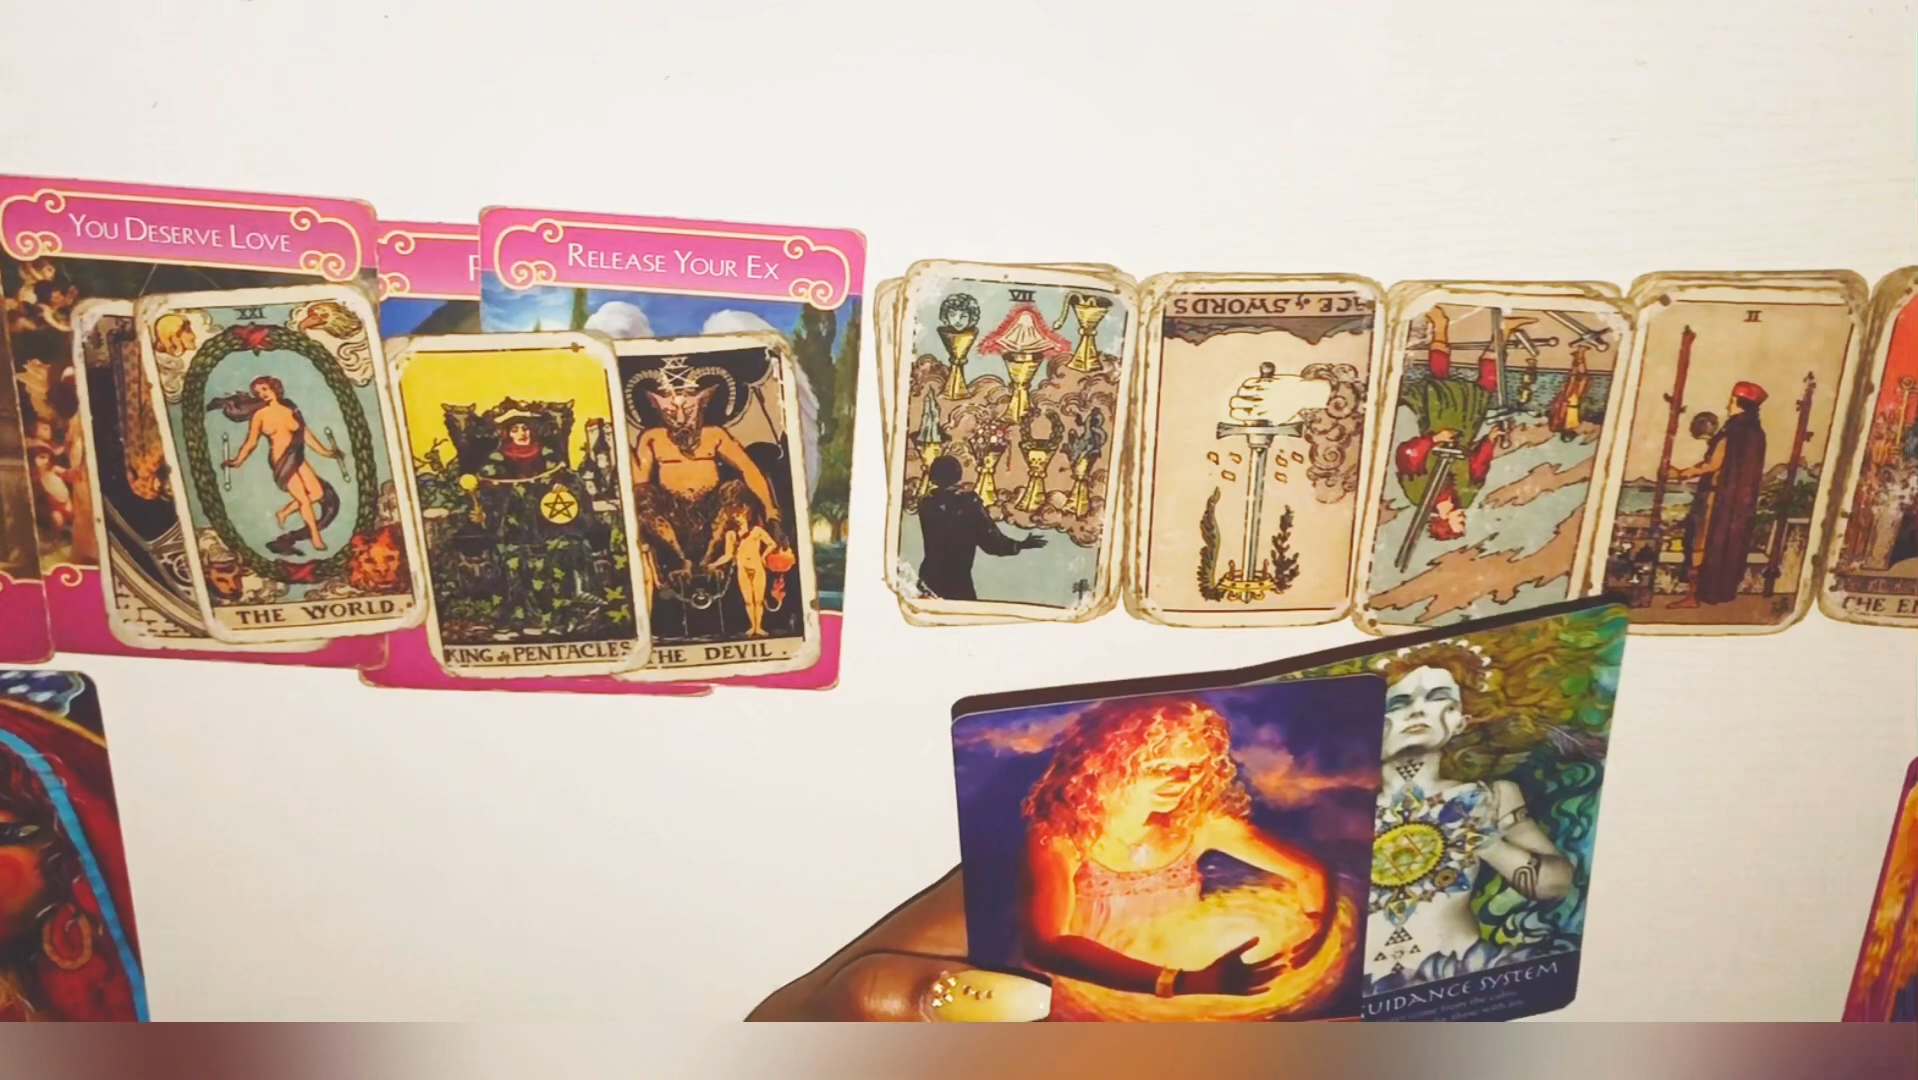 YOU DESERVE LOVE
RELEASE YOUR EX
XXI
THE WORLD.
KING of PENTACLES
XV
THE DEVIL.
VII
ACE of SWORDS
II
GUIDANCE SYSTEM